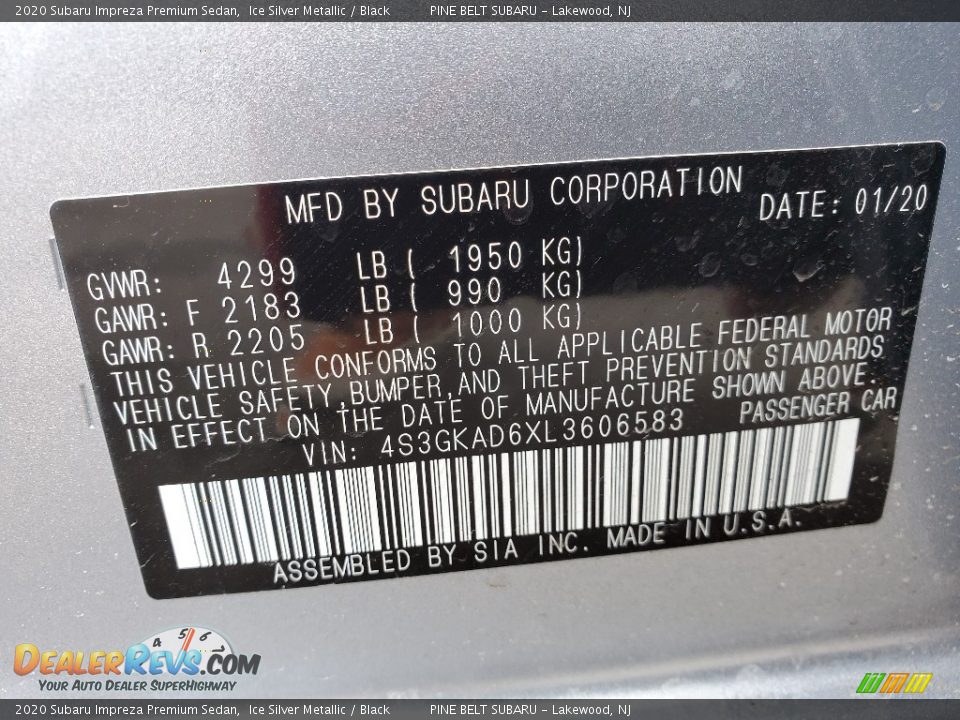 2020 Subaru Impreza Premium Sedan, Ice Silver Metallic / Black PINE BELT SUBARU - Lakewood, NJ
MFD BY SUBARU CORPORATION DATE: 01/20
GVWR: 4299 LB ( 1950 KG)
GAWR: F 2183 LB ( 990 KG)
GAWR: R 2205 LB ( 1000 KG)
THIS VEHICLE CONFORMS TO ALL APPLICABLE FEDERAL MOTOR
VEHICLE SAFETY, BUMPER, AND THEFT PREVENTION STANDARDS
IN EFFECT ON THE DATE OF MANUFACTURE SHOWN ABOVE.
VIN: 4S3GKAD6XL3606583 PASSENGER CAR
ASSEMBLED BY SIA INC. MADE IN U.S.A.
4 5 6
DEALERREVS.COM
YOUR AUTO DEALER SUPERHIGHWAY
2020 Subaru Impreza Premium Sedan, Ice Silver Metallic / Black PINE BELT SUBARU - Lakewood, NJ